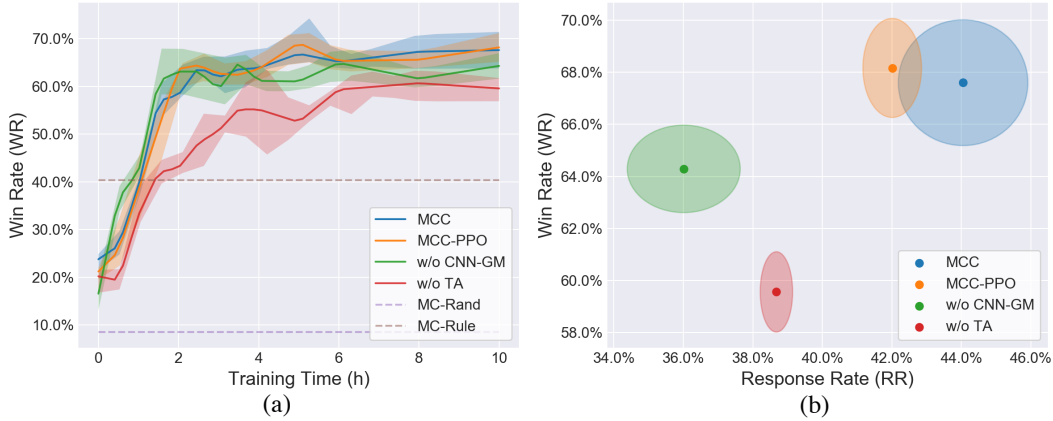 70.0%
60.0%
50.0%
40.0%
30.0%
20.0%
10.0%
Win Rate (WR)
0 2 4 6 8 10
Training Time (h)
MCC
MCC-PPO
w/o CNN-GM
w/o TA
MC-Rand
MC-Rule
(a)
70.0%
68.0%
66.0%
64.0%
62.0%
60.0%
58.0%
Win Rate (WR)
34.0% 36.0% 38.0% 40.0% 42.0% 44.0% 46.0%
Response Rate (RR)
MCC
MCC-PPO
w/o CNN-GM
w/o TA
(b)